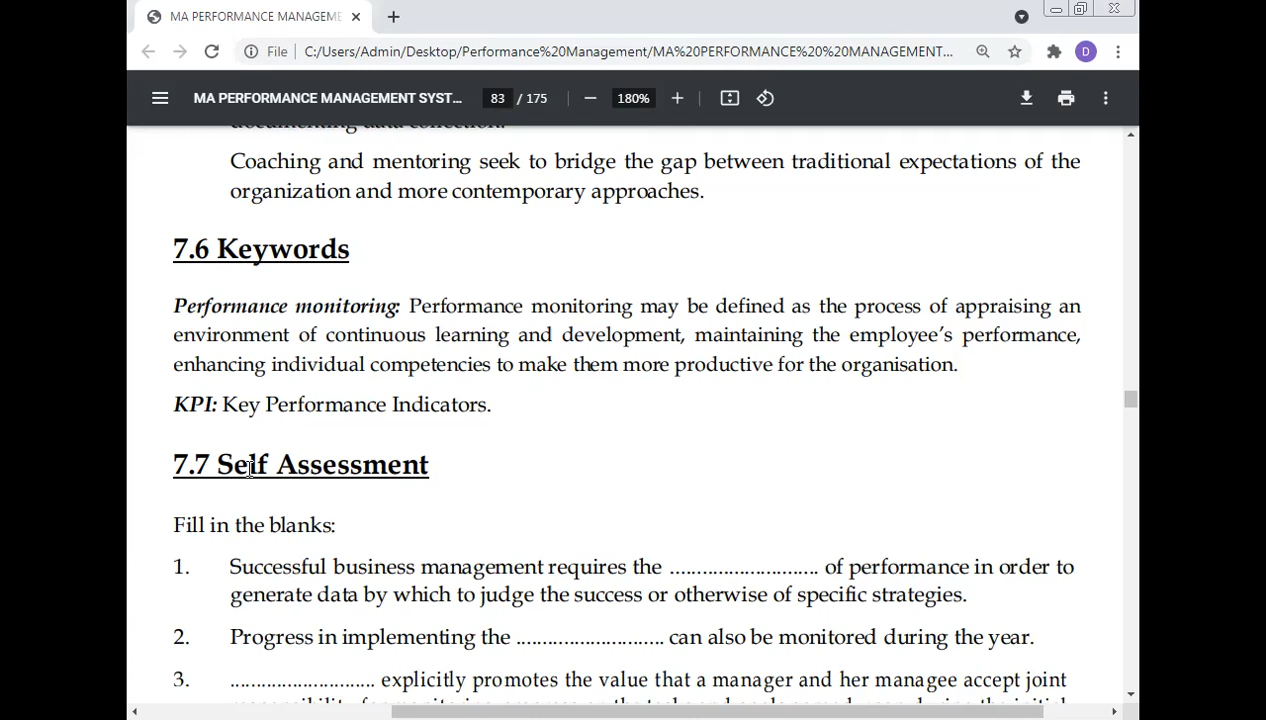 MA PERFORMANCE MANAGEME
File C:/Users/Admin/Desktop/Performance%20Management/MA%20PERFORMANCE%20%20MANAGEMENT... D
MA PERFORMANCE MANAGEMENT SYST... 83 / 175 180%
documenting data collection.
Coaching and mentoring seek to bridge the gap between traditional expectations of the
organization and more contemporary approaches.
7.6 Keywords
Performance monitoring: Performance monitoring may be defined as the process of appraising an
environment of continuous learning and development, maintaining the employee's performance,
enhancing individual competencies to make them more productive for the organisation.
KPI: Key Performance Indicators.
7.7 Self Assessment
Fill in the blanks:
1. Successful business management requires the ............................ of performance in order to
generate data by which to judge the success or otherwise of specific strategies.
2. Progress in implementing the ............................ can also be monitored during the year.
3. ............................ explicitly promotes the value that a manager and her managee accept joint